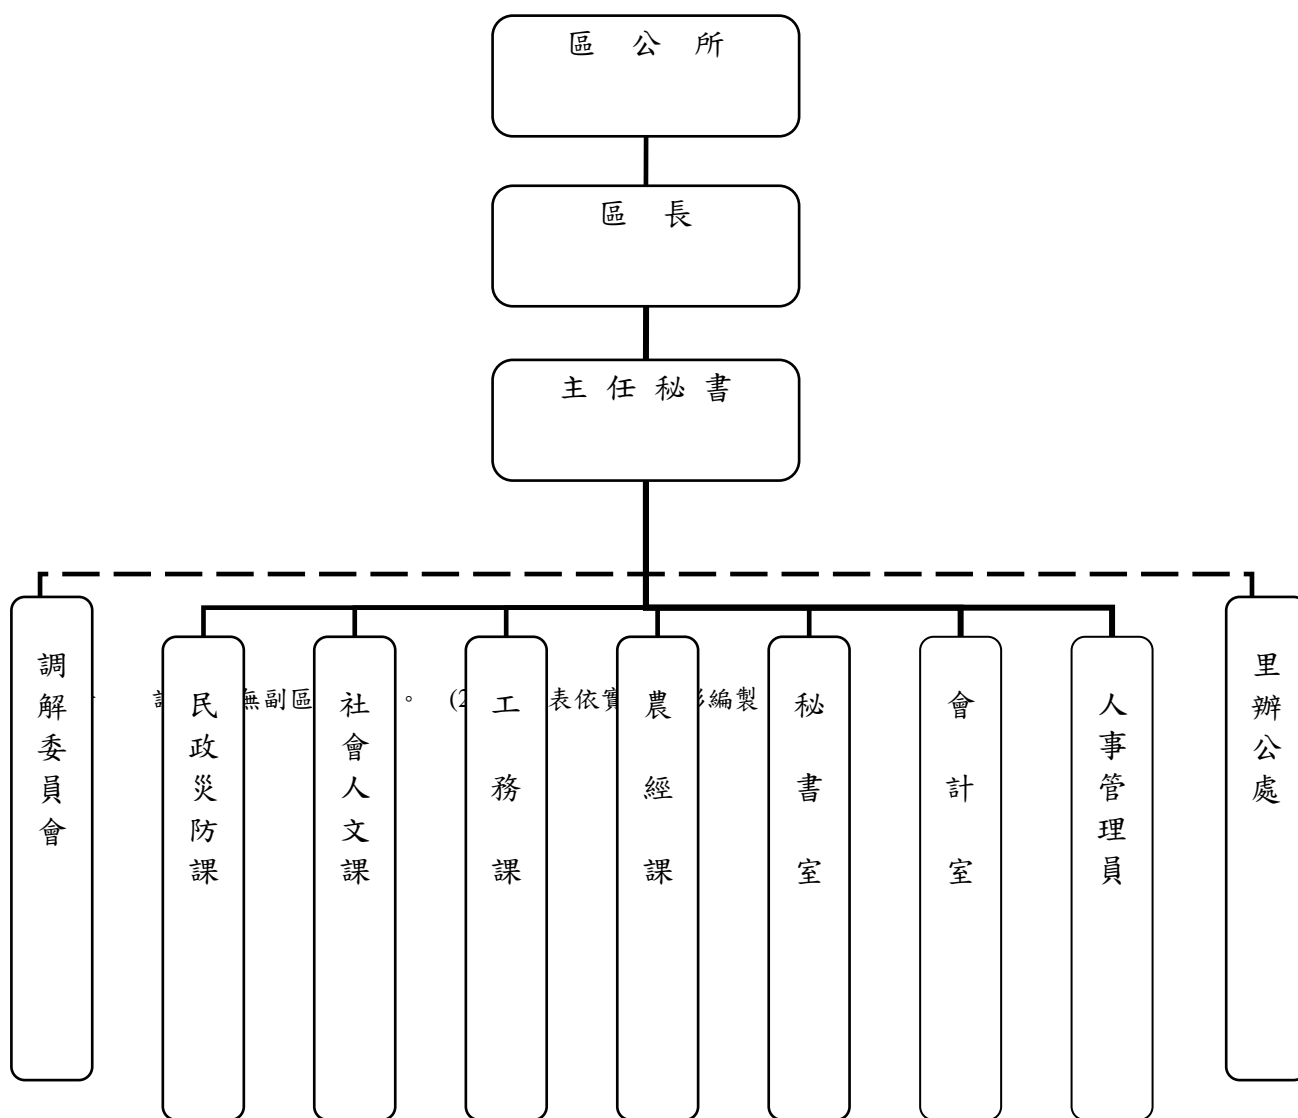 區 公 所
區 長
主 任 秘 書
調解委員會
民政災防課
社會人文課
工務課
農經課
秘書室
會計室
人事管理員
里辦公處
無副區 。 (2 表依實 編製